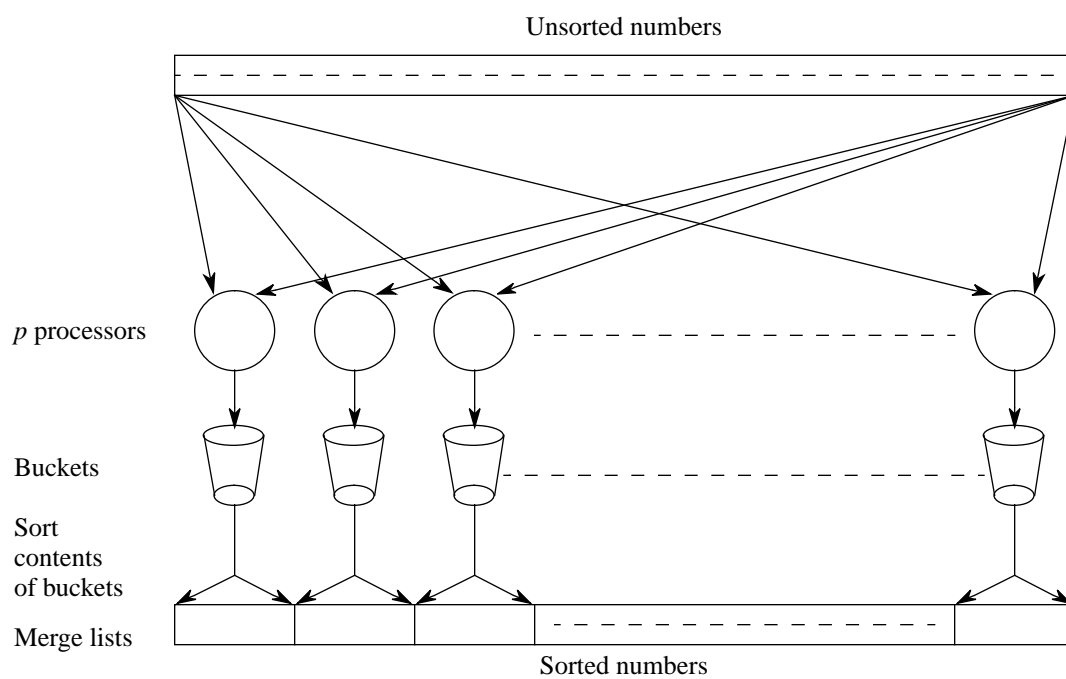 Unsorted numbers
p processors
Buckets
Sort
contents
of buckets
Merge lists
Sorted numbers